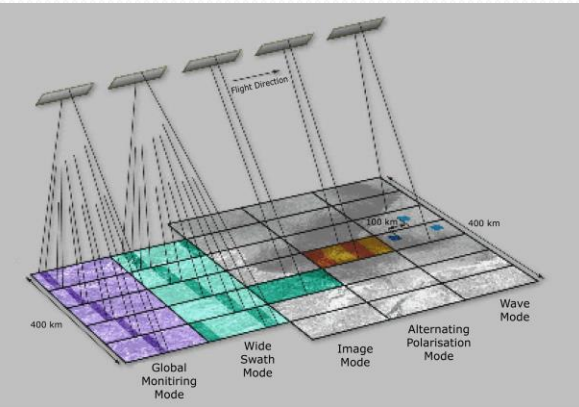 Flight Direction
100 km
400 km
400 km
Global
Monitiring
Mode
Wide
Swath
Mode
Image
Mode
Alternating
Polarisation
Mode
Wave
Mode